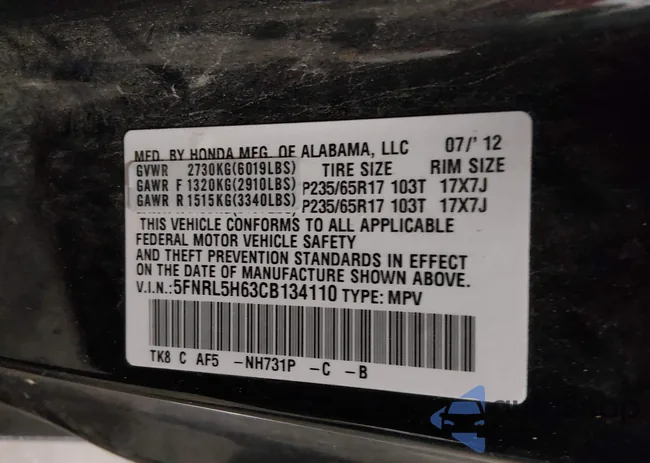 MFD. BY HONDA MFG. OF ALABAMA, LLC 07/'12
GVWR 2730KG(6019LBS) TIRE SIZE RIM SIZE
GAWR F 1320KG(2910LBS) P235/65R17 103T 17X7J
GAWR R 1515KG(3340LBS) P235/65R17 103T 17X7J
THIS VEHICLE CONFORMS TO ALL APPLICABLE
FEDERAL MOTOR VEHICLE SAFETY
AND THEFT PREVENTION STANDARDS IN EFFECT
ON THE DATE OF MANUFACTURE SHOWN ABOVE.
V.I.N.:5FNRL5H63CB134110 TYPE: MPV
TK8 C AF5 -NH731P -C -B